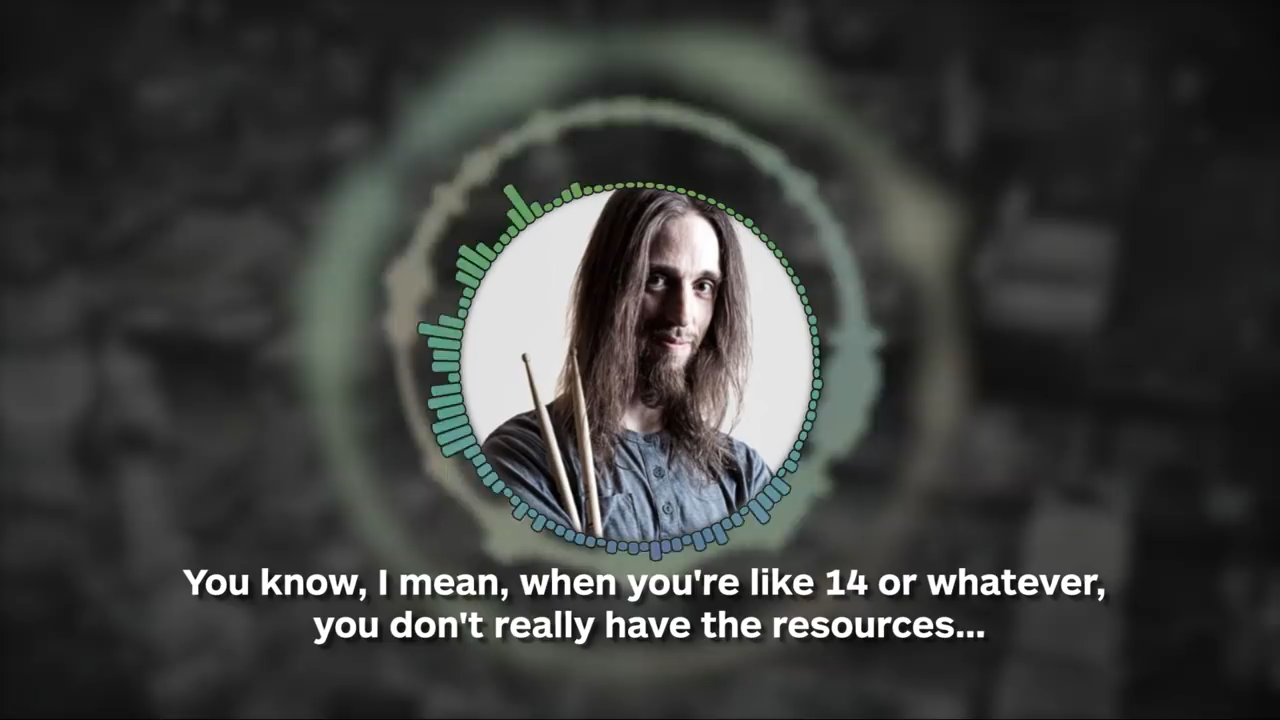 You know, I mean, when you're like 14 or whatever,
you don't really have the resources...